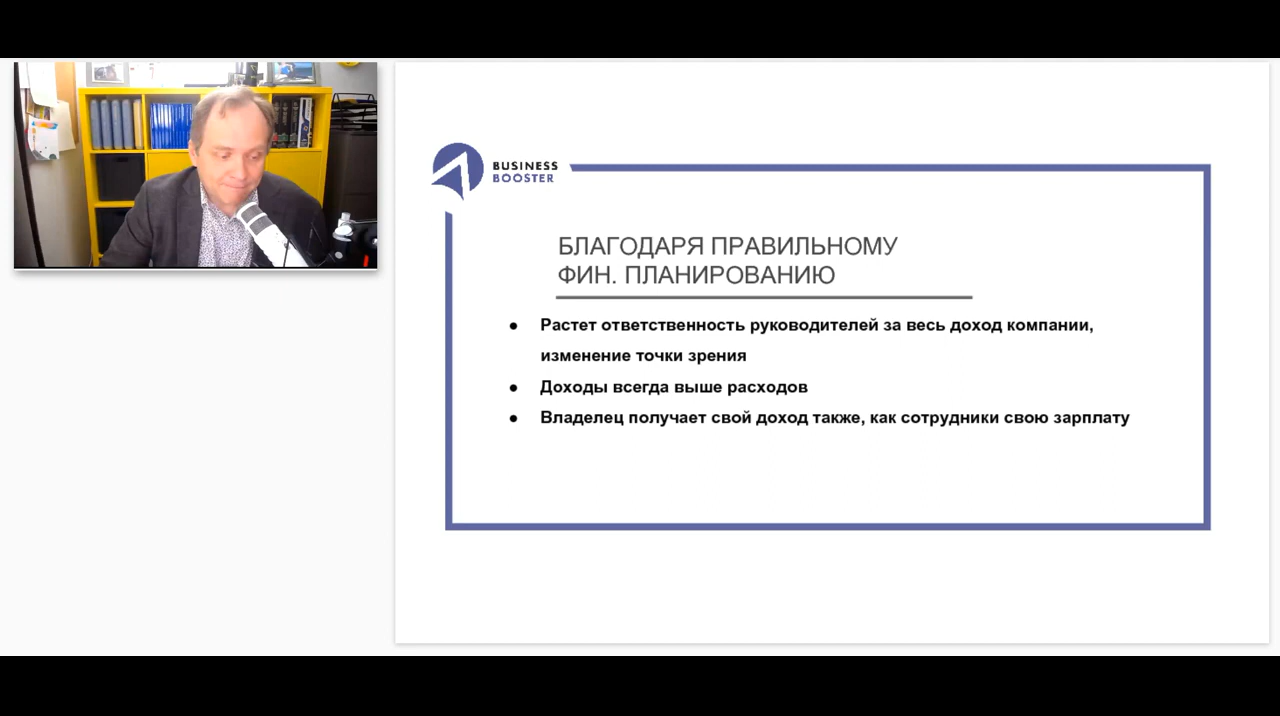 BUSINESS
BOOSTER
БЛАГОДАРЯ ПРАВИЛЬНОМУ
ФИН. ПЛАНИРОВАНИЮ
● Растет ответственность руководителей за весь доход компании,
изменение точки зрения
● Доходы всегда выше расходов
● Владелец получает свой доход также, как сотрудники свою зарплату